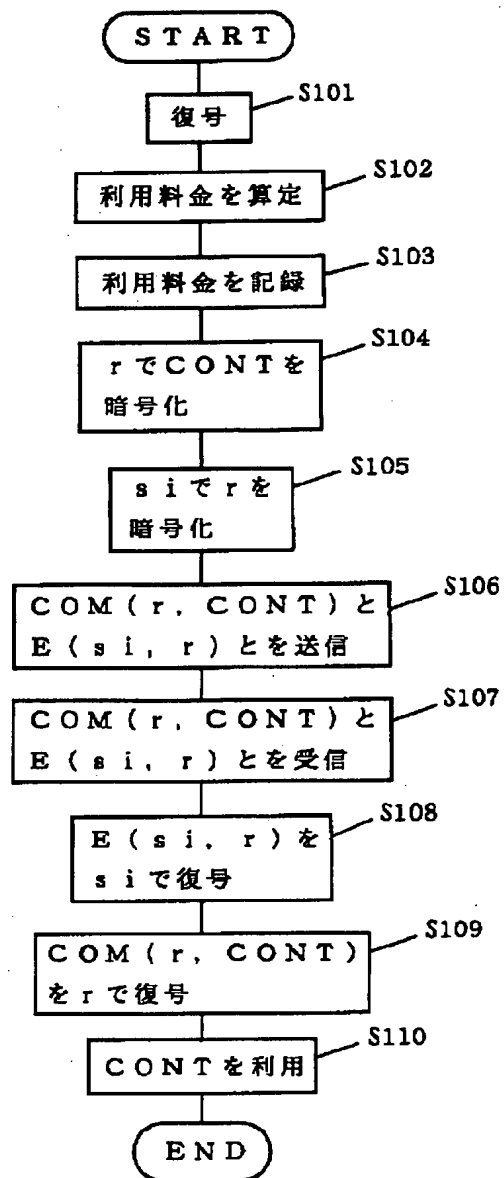 START
S101
復号
S102
利用料金を算定
S103
利用料金を記録
S104
rでCONTを
暗号化
S105
siでrを
暗号化
S106
COM(r, CONT)と
E(si, r)とを送信
S107
COM(r, CONT)と
E(si, r)とを受信
S108
E(si, r)を
siで復号
S109
COM(r, CONT)
をrで復号
S110
CONTを利用
END